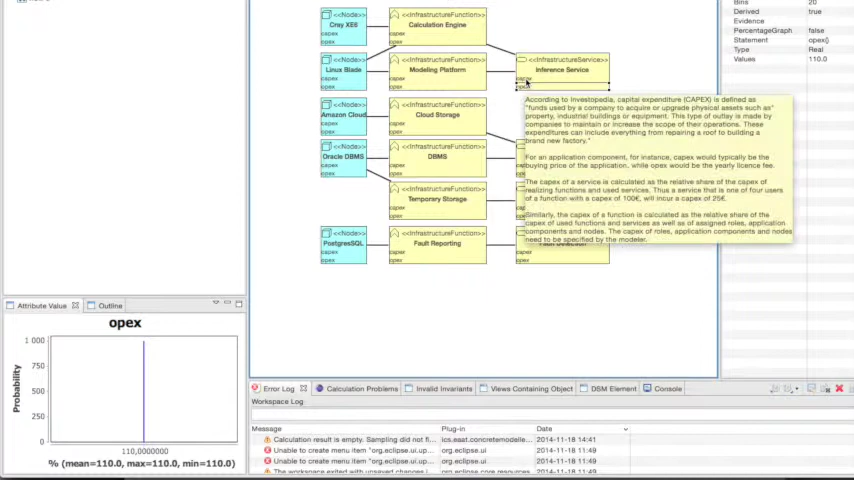 <<Node>>
Cray XE6
capex
opex
<<InfrastructureFunction>>
Calculation Engine
capex
opex
<<Node>>
Linux Blade
capex
opex
<<InfrastructureFunction>>
Modeling Platform
capex
opex
<<InfrastructureService>>
Inference Service
capex
opex
<<Node>>
Amazon Cloud
capex
opex
<<InfrastructureFunction>>
Cloud Storage
capex
opex
<<Node>>
Oracle DBMS
capex
opex
<<InfrastructureFunction>>
DBMS
capex
opex
<<InfrastructureFunction>>
Temporary Storage
capex
opex
<<Node>>
PostgreSQL
capex
opex
<<InfrastructureFunction>>
Fault Reporting
capex
opex
opex
According to Investopedia, capital expenditure (CAPEX) is defined as
"funds used by a company to acquire or upgrade physical assets such as"
property, industrial buildings or equipment. This type of outlay is made by
companies to maintain or increase the scope of their operations. These
expenditures can include everything from repairing a roof to building a
brand new factory."
For an application component, for instance, capex would typically be the
buying price of the application, while opex would be the yearly licence fee.
The capex of a service is calculated as the relative share of the capex of
realizing functions and used services. Thus a service that is one of four users
of a function with a capex of 100€, will incur a capex of 25€.
Similarly, the capex of a function is calculated as the relative share of the
capex of used functions and services as well as of assigned roles, application
components and nodes. The capex of roles, application components and nodes
need to be specified by the modeler.
Bins 20
Derived true
Evidence
PercentageGraph false
Statement opex()
Type Real
Values 110.0
Attribute Value
Outline
opex
Probability
1 000
750
500
250
0
110,0000000
% (mean=110.0, max=110.0, min=110.0)
Error Log
Calculation Problems
Invalid Invariants
Views Containing Object
DSM Element
Console
Workspace Log
Message Plug-in Date
Calculation result is empty. Sampling did not fi... ics.eaat.concretemodelle... 2014-11-18 14:41
Unable to create menu item "org.eclipse.ui.up... org.eclipse.ui 2014-11-18 11:49
Unable to create menu item "org.eclipse.ui.up... org.eclipse.ui 2014-11-18 11:49
The workspace exited with unsaved changes i... org.eclipse.core.resources 2014-11-18 11:49